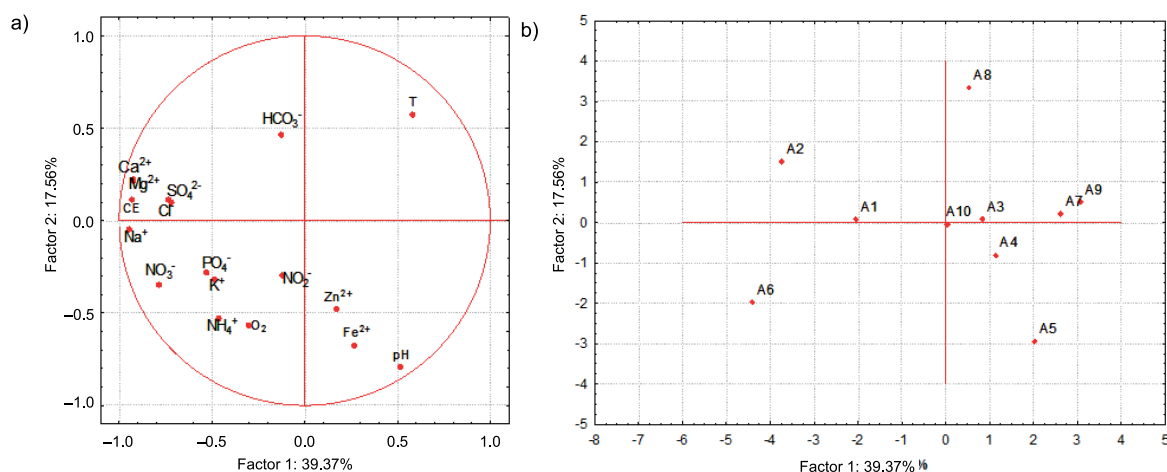 a)
1.0
0.5
0.0
−0.5
−1.0
Factor 2: 17.56%
T
HCO₃⁻
Ca²⁺
Mg²⁺
SO₄²⁻
CE
Cl⁻
Na⁺
NO₃⁻
PO₄⁻
K⁺
NO₂⁻
NH₄⁺
O₂
Zn²⁺
Fe²⁺
pH
−1.0 −0.5 0.0 0.5 1.0
Factor 1: 39.37%
b)
5
4
3
2
1
0
-1
-2
-3
-4
-5
Factor 2: 17.56%
A8
A2
A9
A7
A1
A10
A3
A4
A6
A5
-8 -7 -6 -5 -4 -3 -2 -1 0 1 2 3 4 5
Factor 1: 39.37%